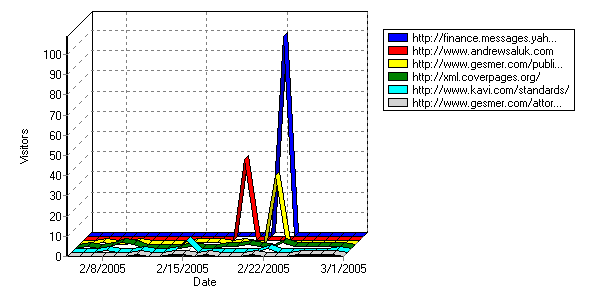 100
90
80
70
60
50
40
30
20
10
0
Visitors
2/8/2005 2/15/2005 2/22/2005 3/1/2005
Date
http://finance.messages.yah...
http://www.andrewsaluk.com
http://www.gesmer.com/publi...
http://xml.coverpages.org/
http://www.kavi.com/standards/
http://www.gesmer.com/attor...